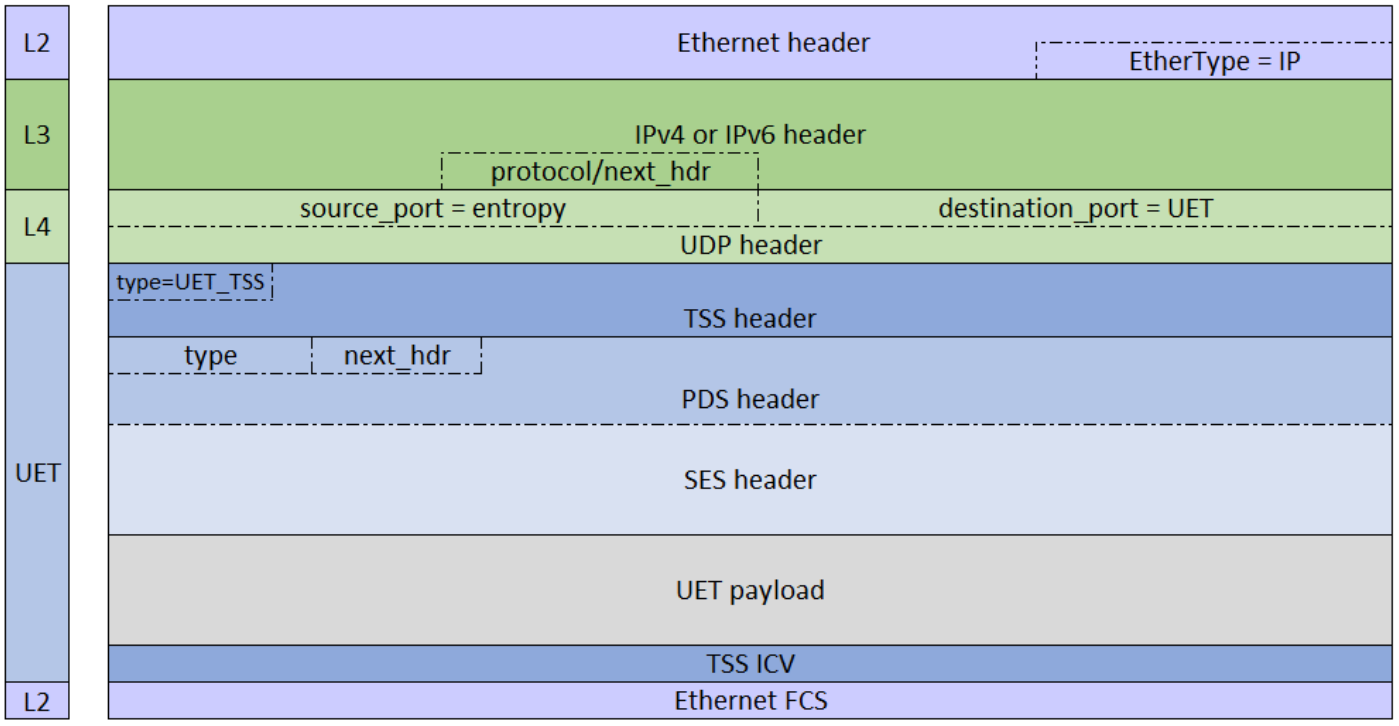 L2
Ethernet header
EtherType = IP
L3
IPv4 or IPv6 header
protocol/next_hdr
L4
source_port = entropy
destination_port = UET
UDP header
UET
type=UET_TSS
TSS header
type
next_hdr
PDS header
SES header
UET payload
TSS ICV
L2
Ethernet FCS